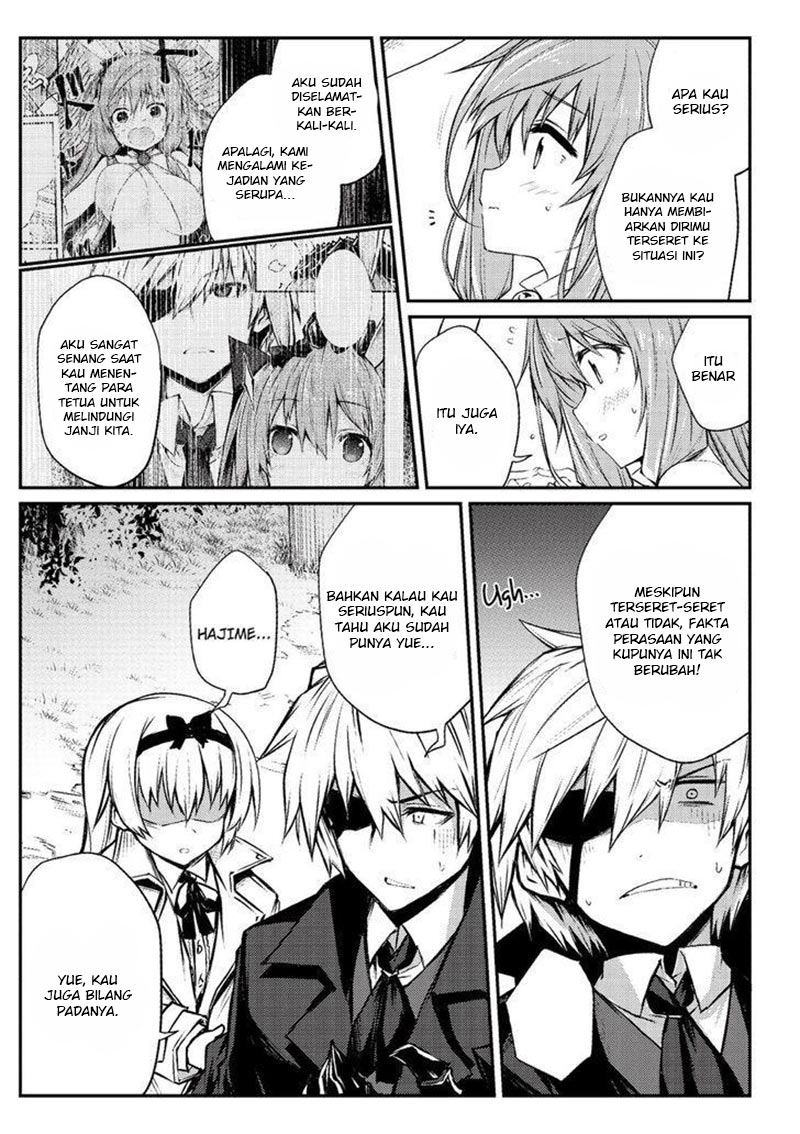 APA KAU
SERIUS?
BUKANNYA KAU
HANYA MEMBI-
ARKAN DIRIMU
TERSERET KE
SITUASI INI?
AKU SUDAH
DISELAMAT-
KAN BER-
KALI-KALI.
APALAGI, KAMI
MENGALAMI KE-
JADIAN YANG
SERUPA...
ITU
BENAR
ITU JUGA
IYA.
AKU SANGAT
SENANG SAAT
KAU MENEN-
TANG PARA
TETUA UNTUK
MELINDUNGI
JANJI KITA.
MESKIPUN
TERSERET-SERET
ATAU TIDAK, FAKTA
PERASAAN YANG
KUPUNYA INI TAK
BERUBAH!
Ugh...
BAHKAN KALAU KAU
SERIUSPUN, KAU
TAHU AKU SUDAH
PUNYA YUE...
HAJIME...
YUE, KAU
JUGA BILANG
PADANYA.